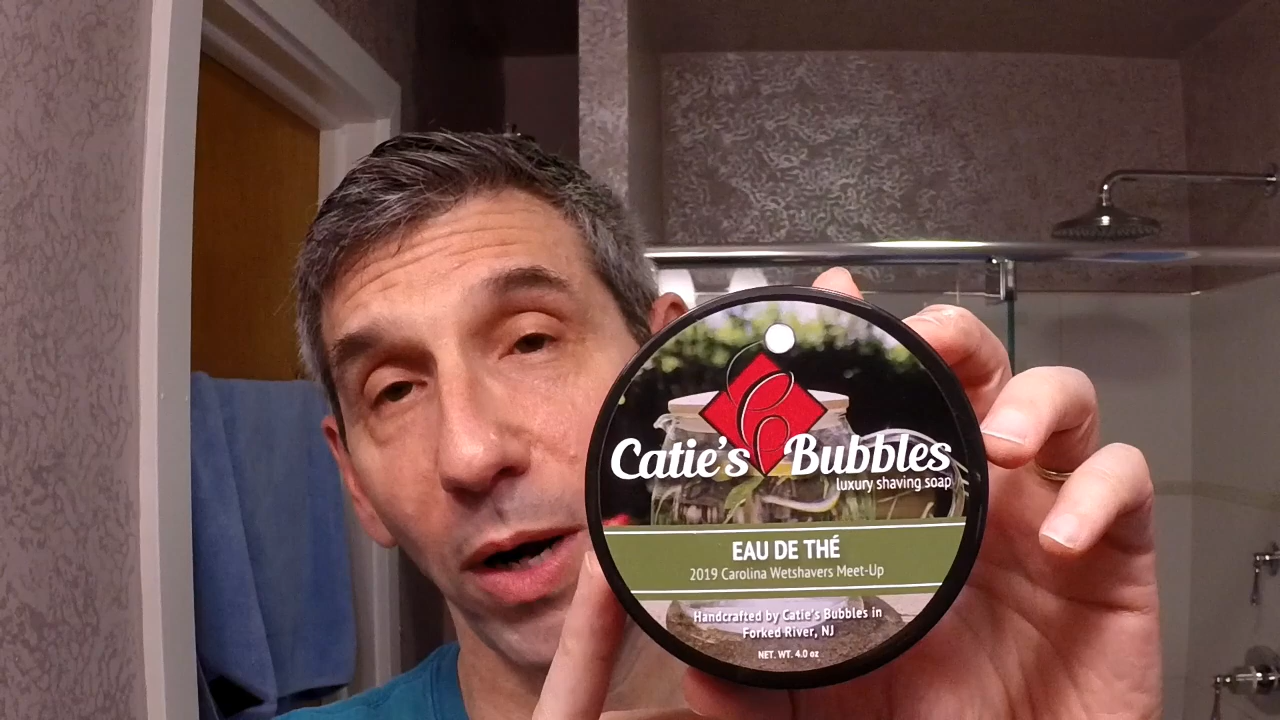 Catie's Bubbles
luxury shaving soap
EAU DE THÉ
2019 Carolina Wetshavers Meet-Up
Handcrafted by Catie's Bubbles in
Forked River, NJ
NET. WT. 4.0 oz